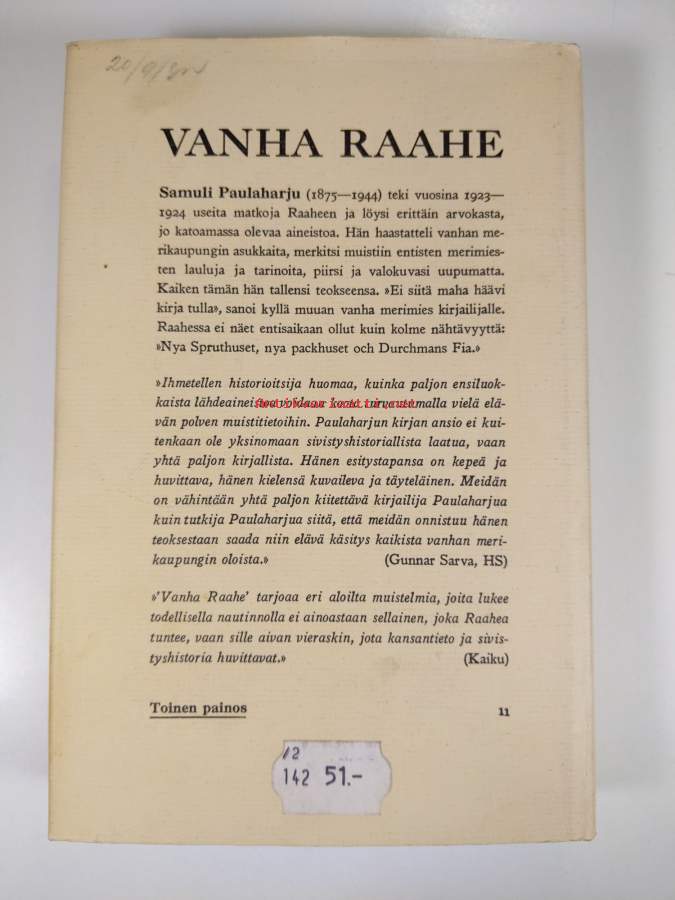 20/9/
VANHA RAAHE
Samuli Paulaharju (1875—1944) teki vuosina 1923—
1924 useita matkoja Raaheen ja löysi erittäin arvokasta,
jo katoamassa olevaa aineistoa. Hän haastatteli vanhan me-
rikaupungin asukkaita, merkitsi muistiin entisten merimies-
ten lauluja ja tarinoita, piirsi ja valokuvasi uupumatta.
Kaiken tämän hän tallensi teokseensa. »Ei siitä maha häävi
kirja tulla», sanoi kyllä muuan vanha merimies kirjailijalle.
Raahessa ei näet entisaikaan ollut kuin kolme nähtävyyttä:
»Nya Spruthuset, nya packhuset och Durchmans Fia.»
»Ihmetellen historioitsija huomaa, kuinka paljon ensiluok-
kaista lähdeaineistoa voidaan koota turvautumalla vielä elä-
vän polven muistitietoihin. Paulaharjun kirjan ansio ei kui-
tenkaan ole yksinomaan sivistyshistoriallista laatua, vaan
yhtä paljon kirjallista. Hänen esitystapansa on kepeä ja
huvittava, hänen kielensä kuvaileva ja täyteläinen. Meidän
on vähintään yhtä paljon kiitettävä kirjailija Paulaharjua
kuin tutkija Paulaharjua siitä, että meidän onnistuu hänen
teoksestaan saada niin elävä käsitys kaikista vanhan meri-
kaupungin oloista.» (Gunnar Sarva, HS)
»'Vanha Raahe' tarjoaa eri aloilta muistelmia, joita lukee
todellisella nautinnolla ei ainoastaan sellainen, joka Raahea
tuntee, vaan sille aivan vieraskin, jota kansantieto ja sivis-
tyshistoria huvittavat.» (Kaiku)
Toinen painos 11
12
142 51.-